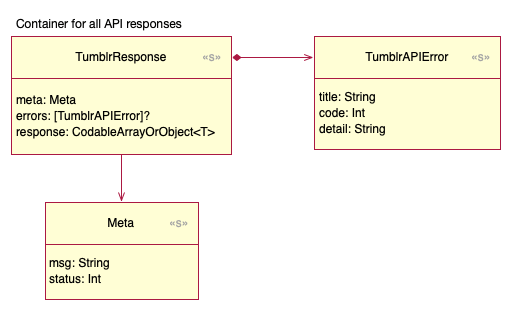 Container for all API responses
TumblrResponse «S»
meta: Meta
errors: [TumblrAPIError]?
response: CodableArrayOrObject<T>
TumblrAPIError «S»
title: String
code: Int
detail: String
Meta «S»
msg: String
status: Int